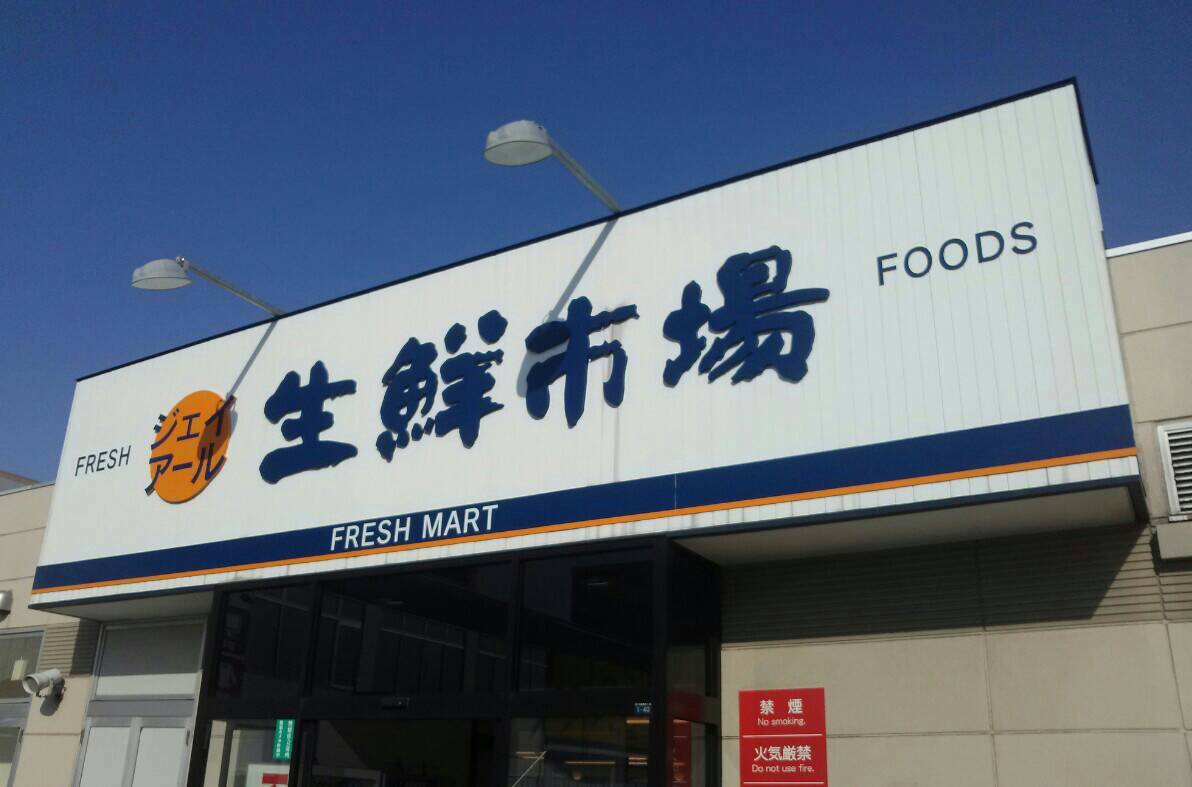 FRESH
ジェイ
アール
生鮮市場
FOODS
FRESH MART
禁煙
No smoking.
火気厳禁
Do not use fire.